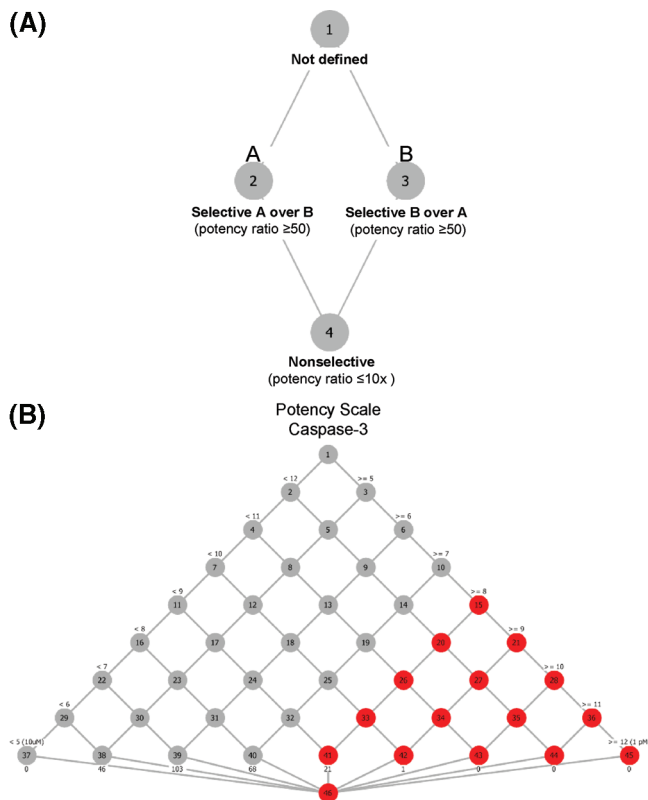 (A)
1
Not defined
A B
2 3
Selective A over B Selective B over A
(potency ratio ≥50) (potency ratio ≥50)
4
Nonselective
(potency ratio ≤10x )
(B)
Potency Scale
Caspase-3
1
< 12 >= 5
2 3
< 11 >= 6
4 5 6
< 10 >= 7
7 8 9 10
< 9 >= 8
11 12 13 14 15
< 8 >= 9
16 17 18 19 20 21
< 7 >= 10
22 23 24 25 26 27 28
< 6 >= 11
29 30 31 32 33 34 35 36
< 5 (10uM) >= 12 (1 pM
37 38 39 40 41 42 43 44 45
0 46 103 68 21 1 0 0 0
46